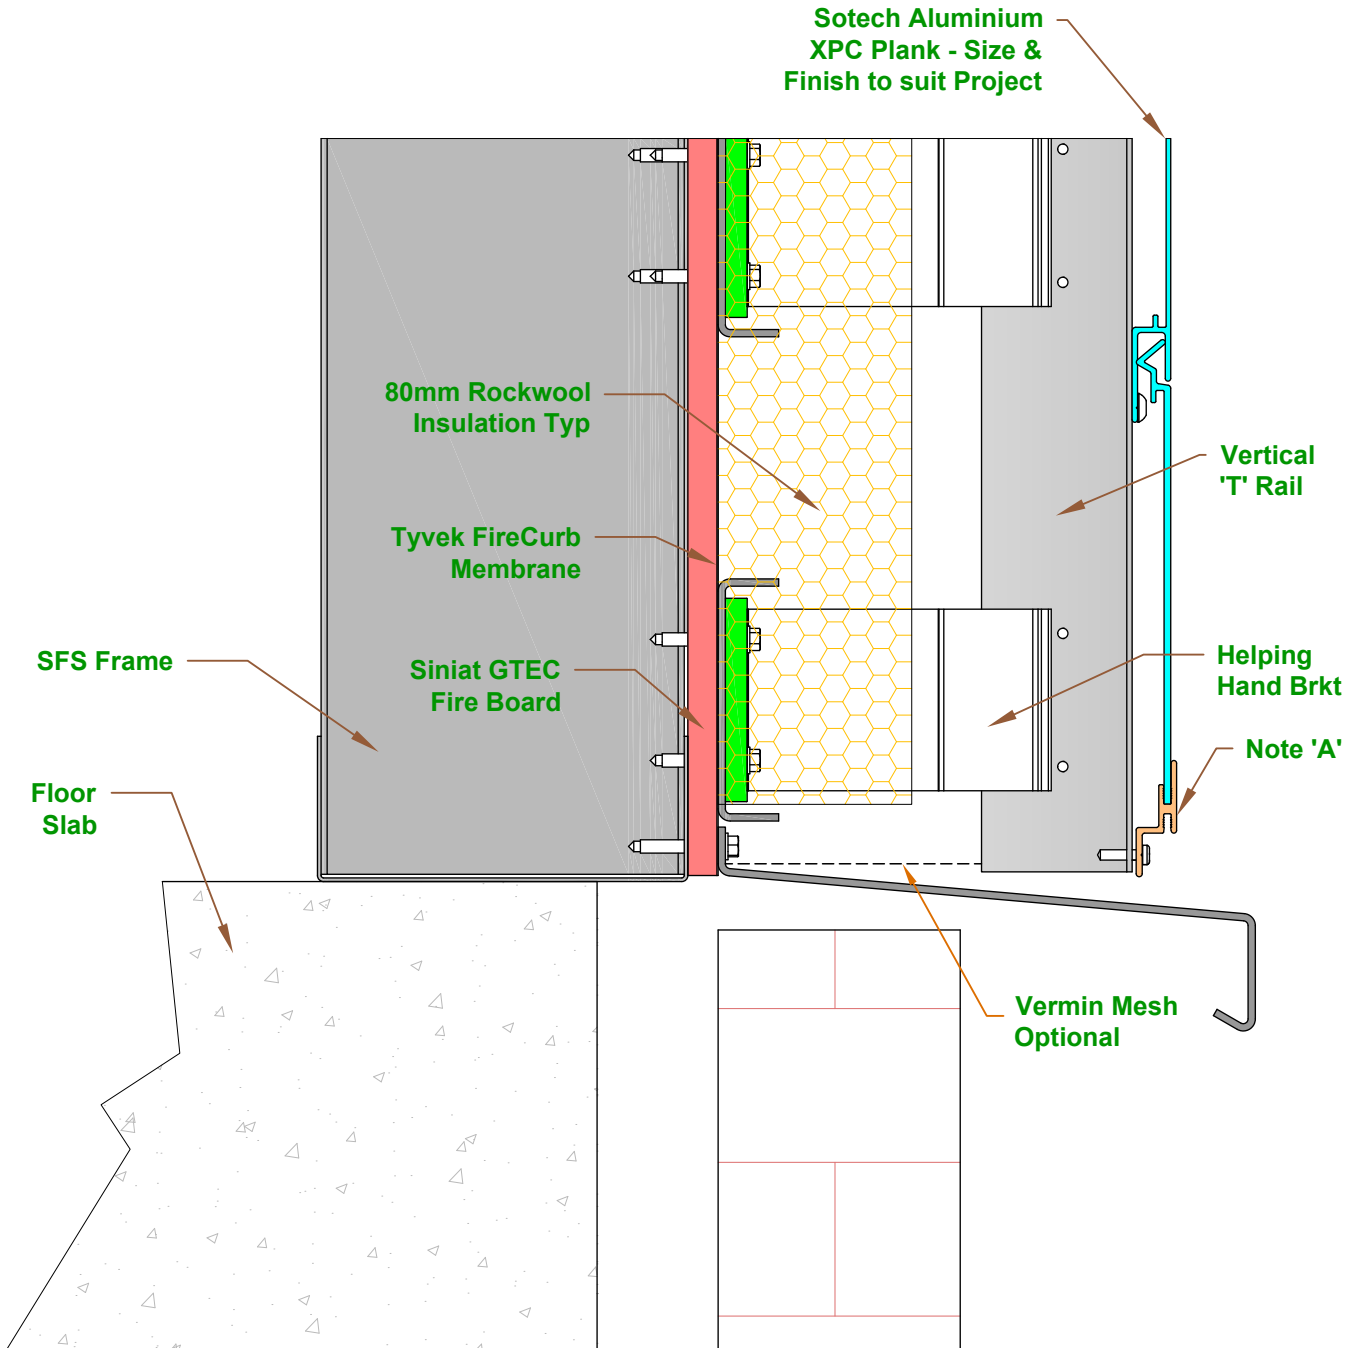 Sotech Aluminium
XPC Plank - Size &
Finish to suit Project
80mm Rockwool
Insulation Typ
Vertical
'T' Rail
Tyvek FireCurb
Membrane
SFS Frame
Siniat GTEC
Fire Board
Helping
Hand Brkt
Note 'A'
Floor
Slab
Vermin Mesh
Optional